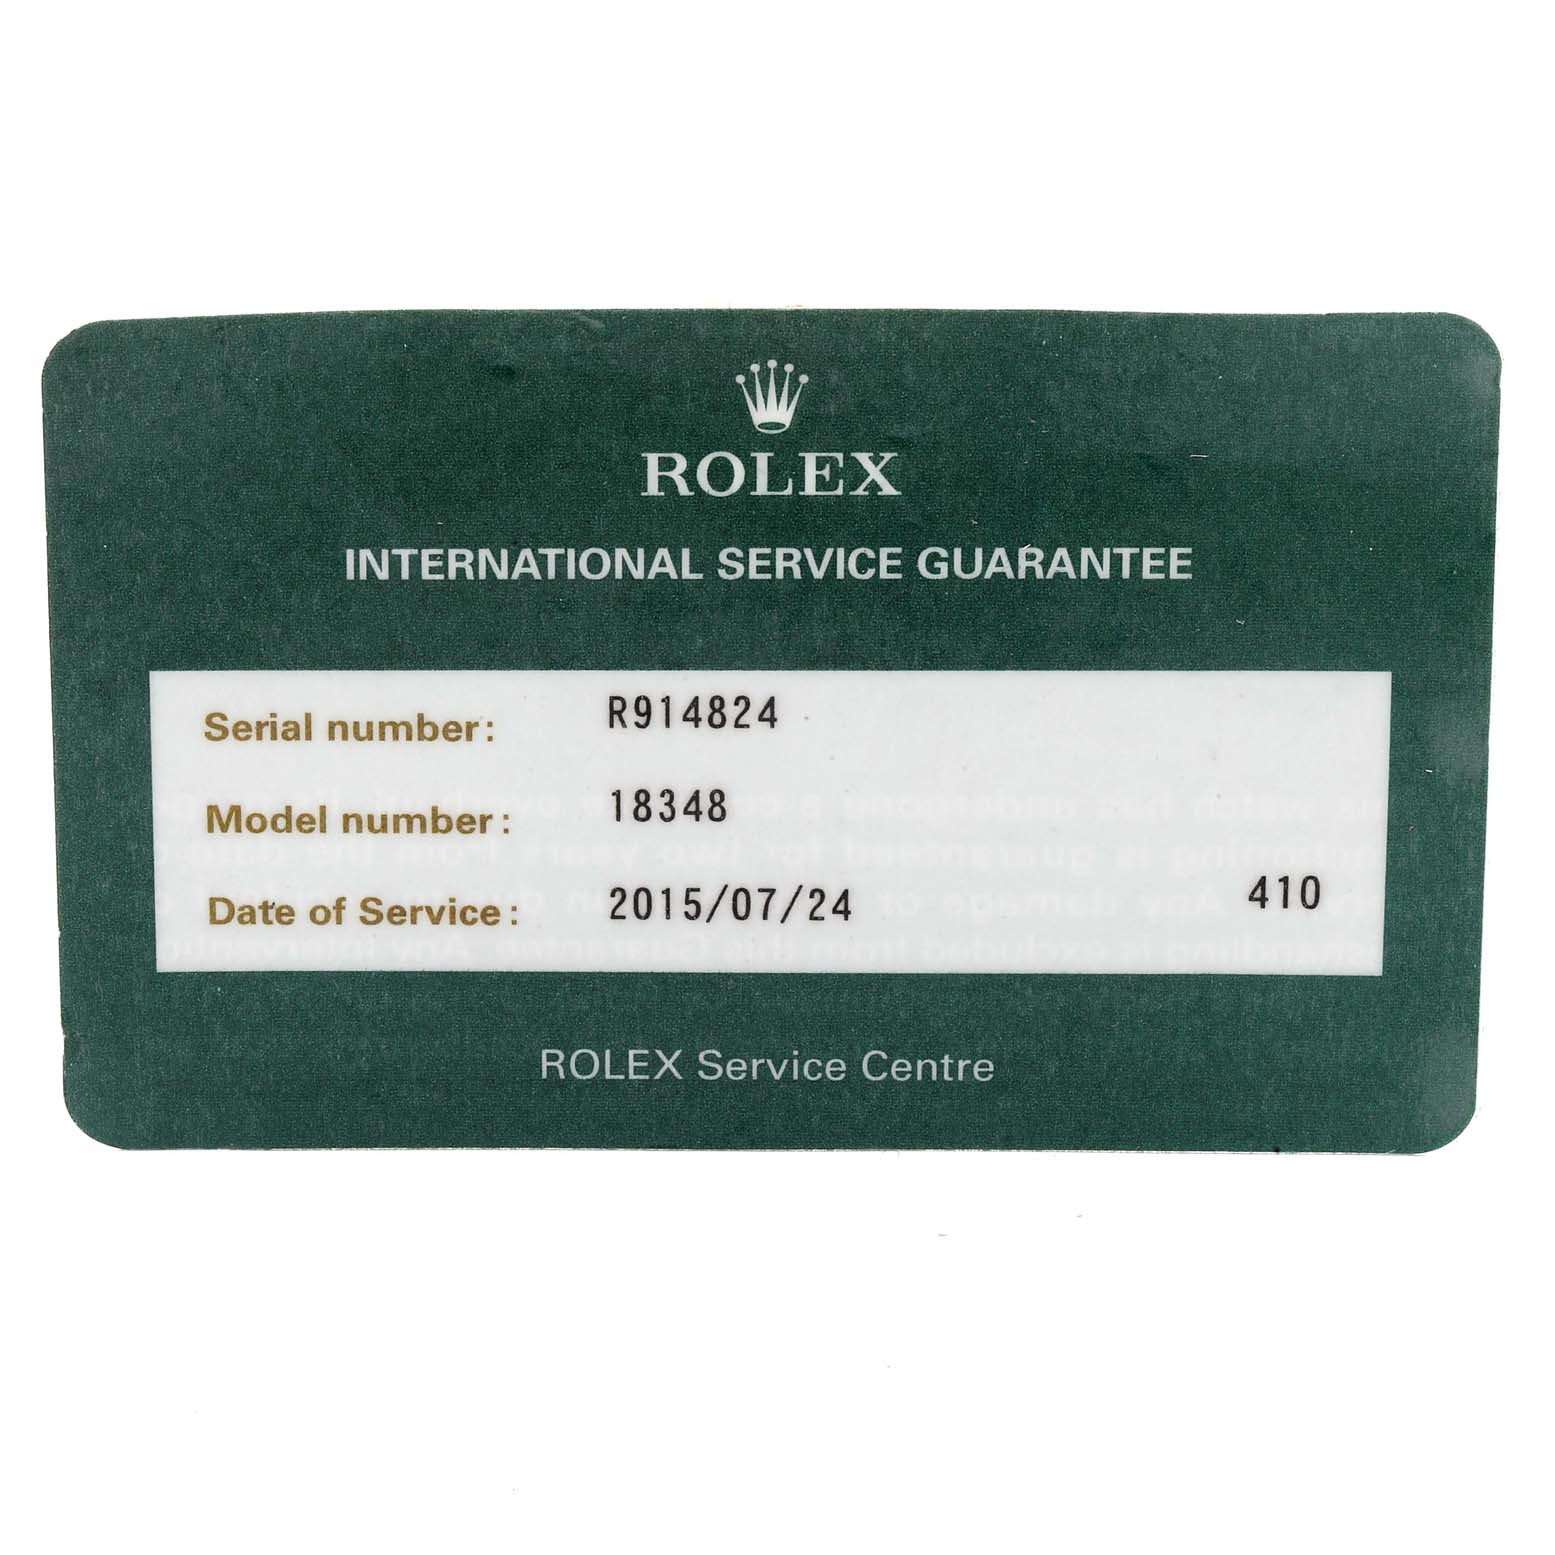 ROLEX
INTERNATIONAL SERVICE GUARANTEE
Serial number: R914824
Model number: 18348
Date of Service: 2015/07/24 410
ROLEX Service Centre